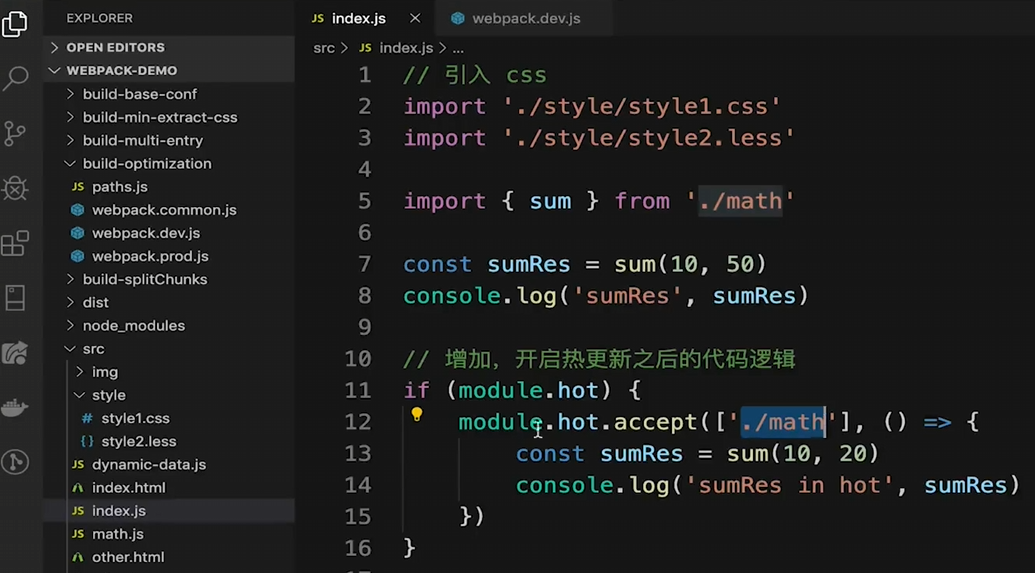 EXPLORER
OPEN EDITORS
WEBPACK-DEMO
build-base-conf
build-min-extract-css
build-multi-entry
build-optimization
JS paths.js
webpack.common.js
webpack.dev.js
webpack.prod.js
build-splitChunks
dist
node_modules
src
img
style
# style1.css
{} style2.less
JS dynamic-data.js
index.html
JS index.js
JS math.js
other.html
JS index.js ×
webpack.dev.js
src > JS index.js > ...
1 // 引入 css
2 import './style/style1.css'
3 import './style/style2.less'
4
5 import { sum } from './math'
6
7 const sumRes = sum(10, 50)
8 console.log('sumRes', sumRes)
9
10 // 增加，开启热更新之后的代码逻辑
11 if (module.hot) {
12 module.hot.accept(['./math'], () => {
13 const sumRes = sum(10, 20)
14 console.log('sumRes in hot', sumRes)
15 })
16 }